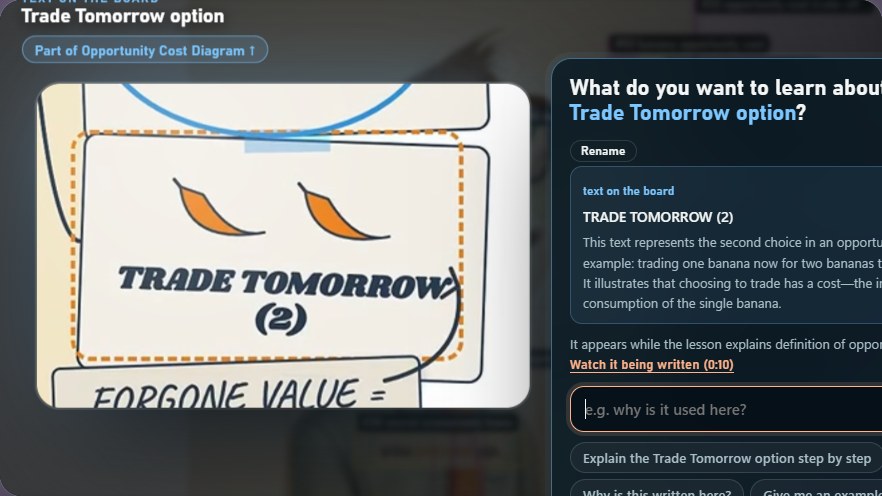 TEXT ON THE BOARD
Trade Tomorrow option
Part of Opportunity Cost Diagram ↑
TRADE TOMORROW
(2)
FORGONE VALUE =
What do you want to learn about
Trade Tomorrow option?
Rename
text on the board
TRADE TOMORROW (2)
This text represents the second choice in an
example: trading one banana now for two bananas
It illustrates that choosing to trade has a cost—the
consumption of the single banana.
It appears while the lesson explains definition of
Watch it being written (0:10)
e.g. why is it used here?
Explain the Trade Tomorrow option step by step
Why is this written here?
Give me an example